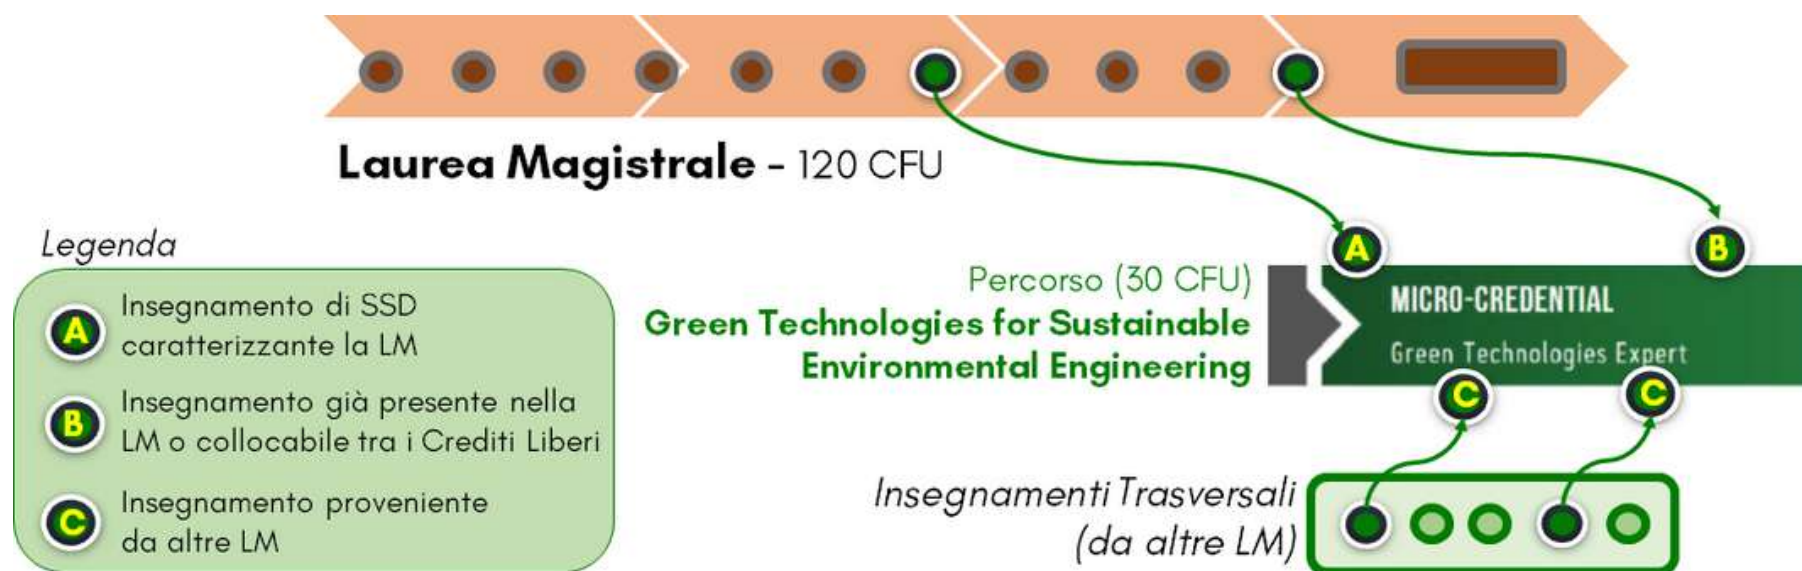 Laurea Magistrale - 120 CFU
Legenda
A
Insegnamento di SSD
caratterizzante la LM
B
Insegnamento già presente nella
LM o collocabile tra i Crediti Liberi
C
Insegnamento proveniente
da altre LM
Percorso (30 CFU)
Green Technologies for Sustainable
Environmental Engineering
A
B
MICRO-CREDENTIAL
Green Technologies Expert
C
C
Insegnamenti Trasversali
(da altre LM)